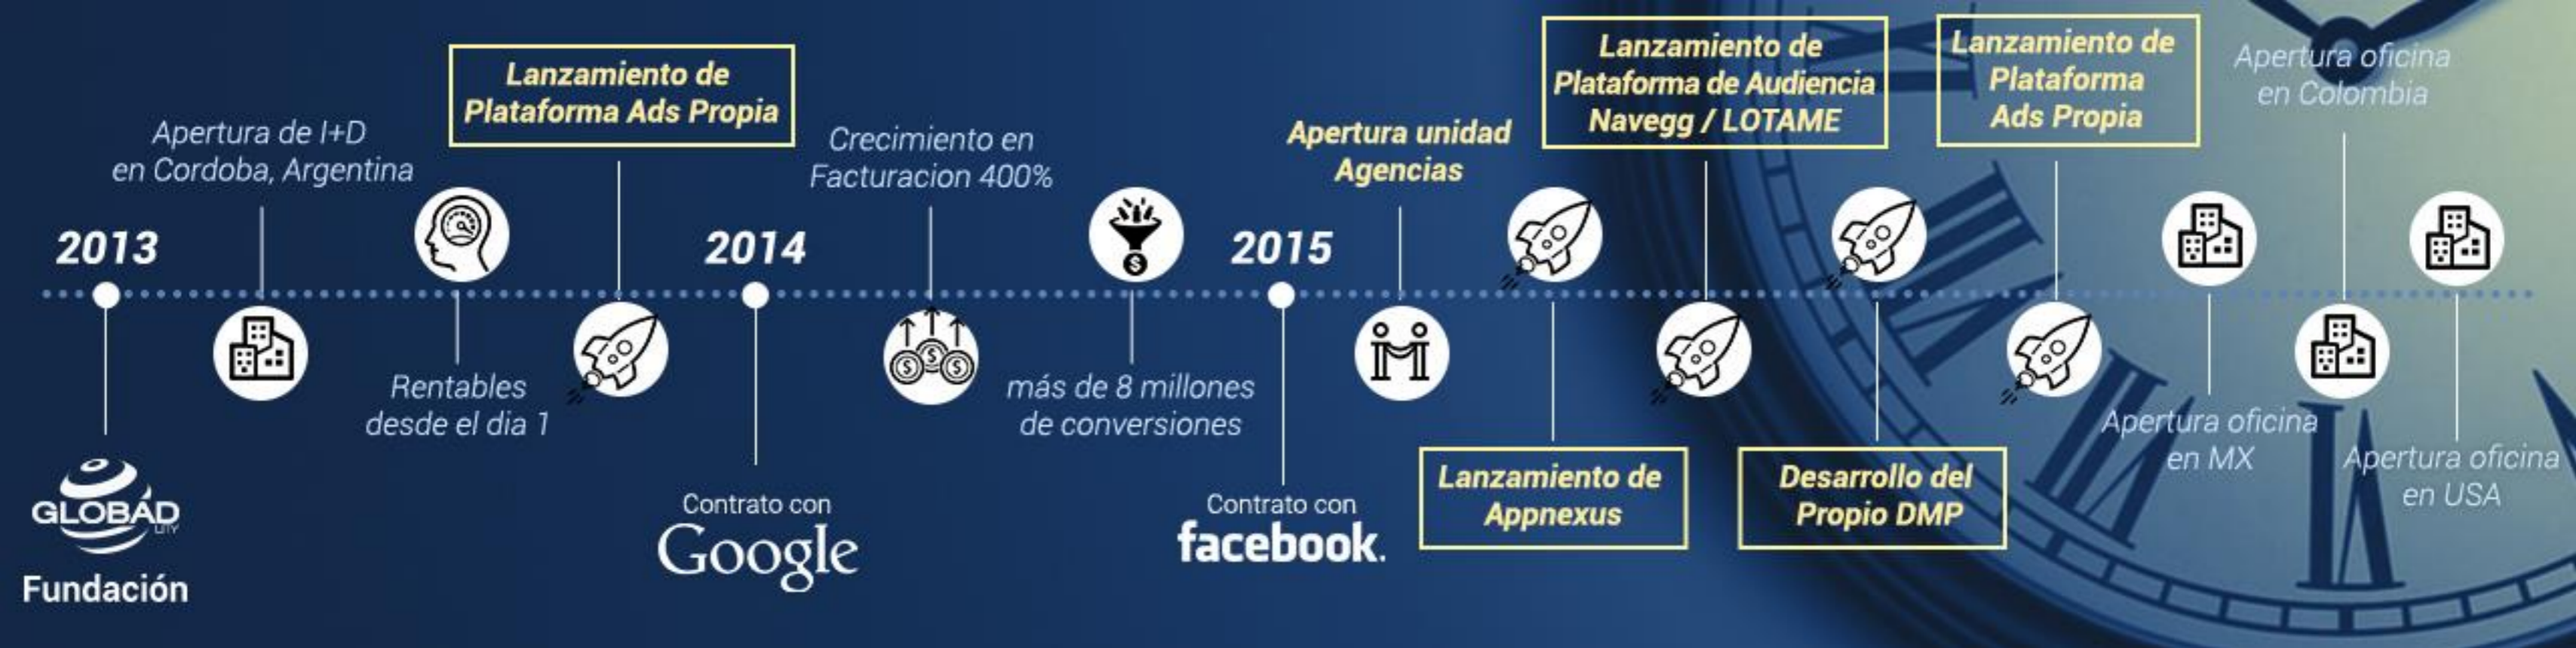 2013
GLOBÁD
LITY
Fundación
Apertura de I+D
en Cordoba, Argentina
Rentables
desde el dia 1
Lanzamiento de
Plataforma Ads Propia
2014
Contrato con
Google
Crecimiento en
Facturacion 400%
más de 8 millones
de conversiones
2015
Contrato con
facebook.
Apertura unidad
Agencias
Lanzamiento de
Appnexus
Lanzamiento de
Plataforma de Audiencia
Navegg / LOTAME
Desarrollo del
Propio DMP
Lanzamiento de
Plataforma
Ads Propia
Apertura oficina
en MX
Apertura oficina
en Colombia
Apertura oficina
en USA